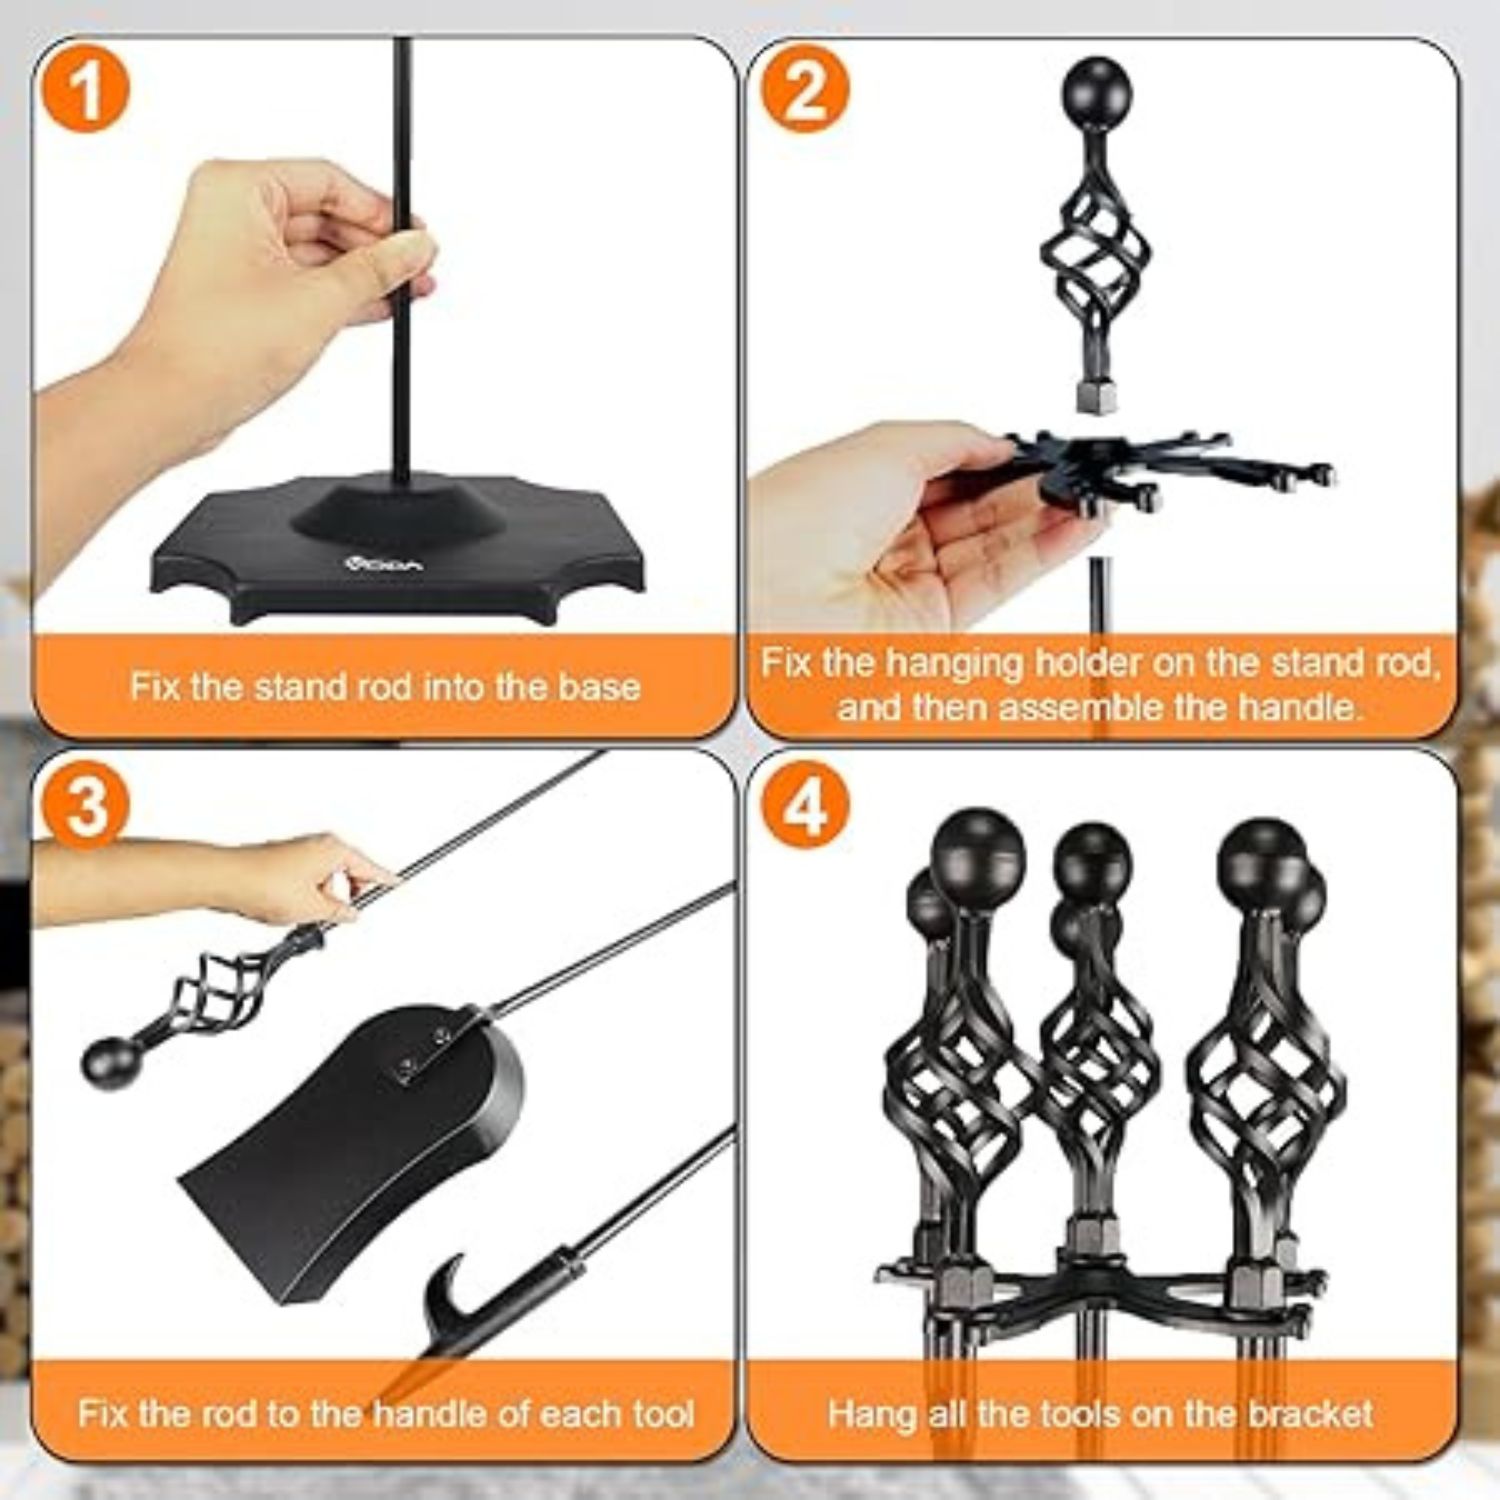 1
Fix the stand rod into the base
2
Fix the hanging holder on the stand rod,
and then assemble the handle.
3
Fix the rod to the handle of each tool
4
Hang all the tools on the bracket